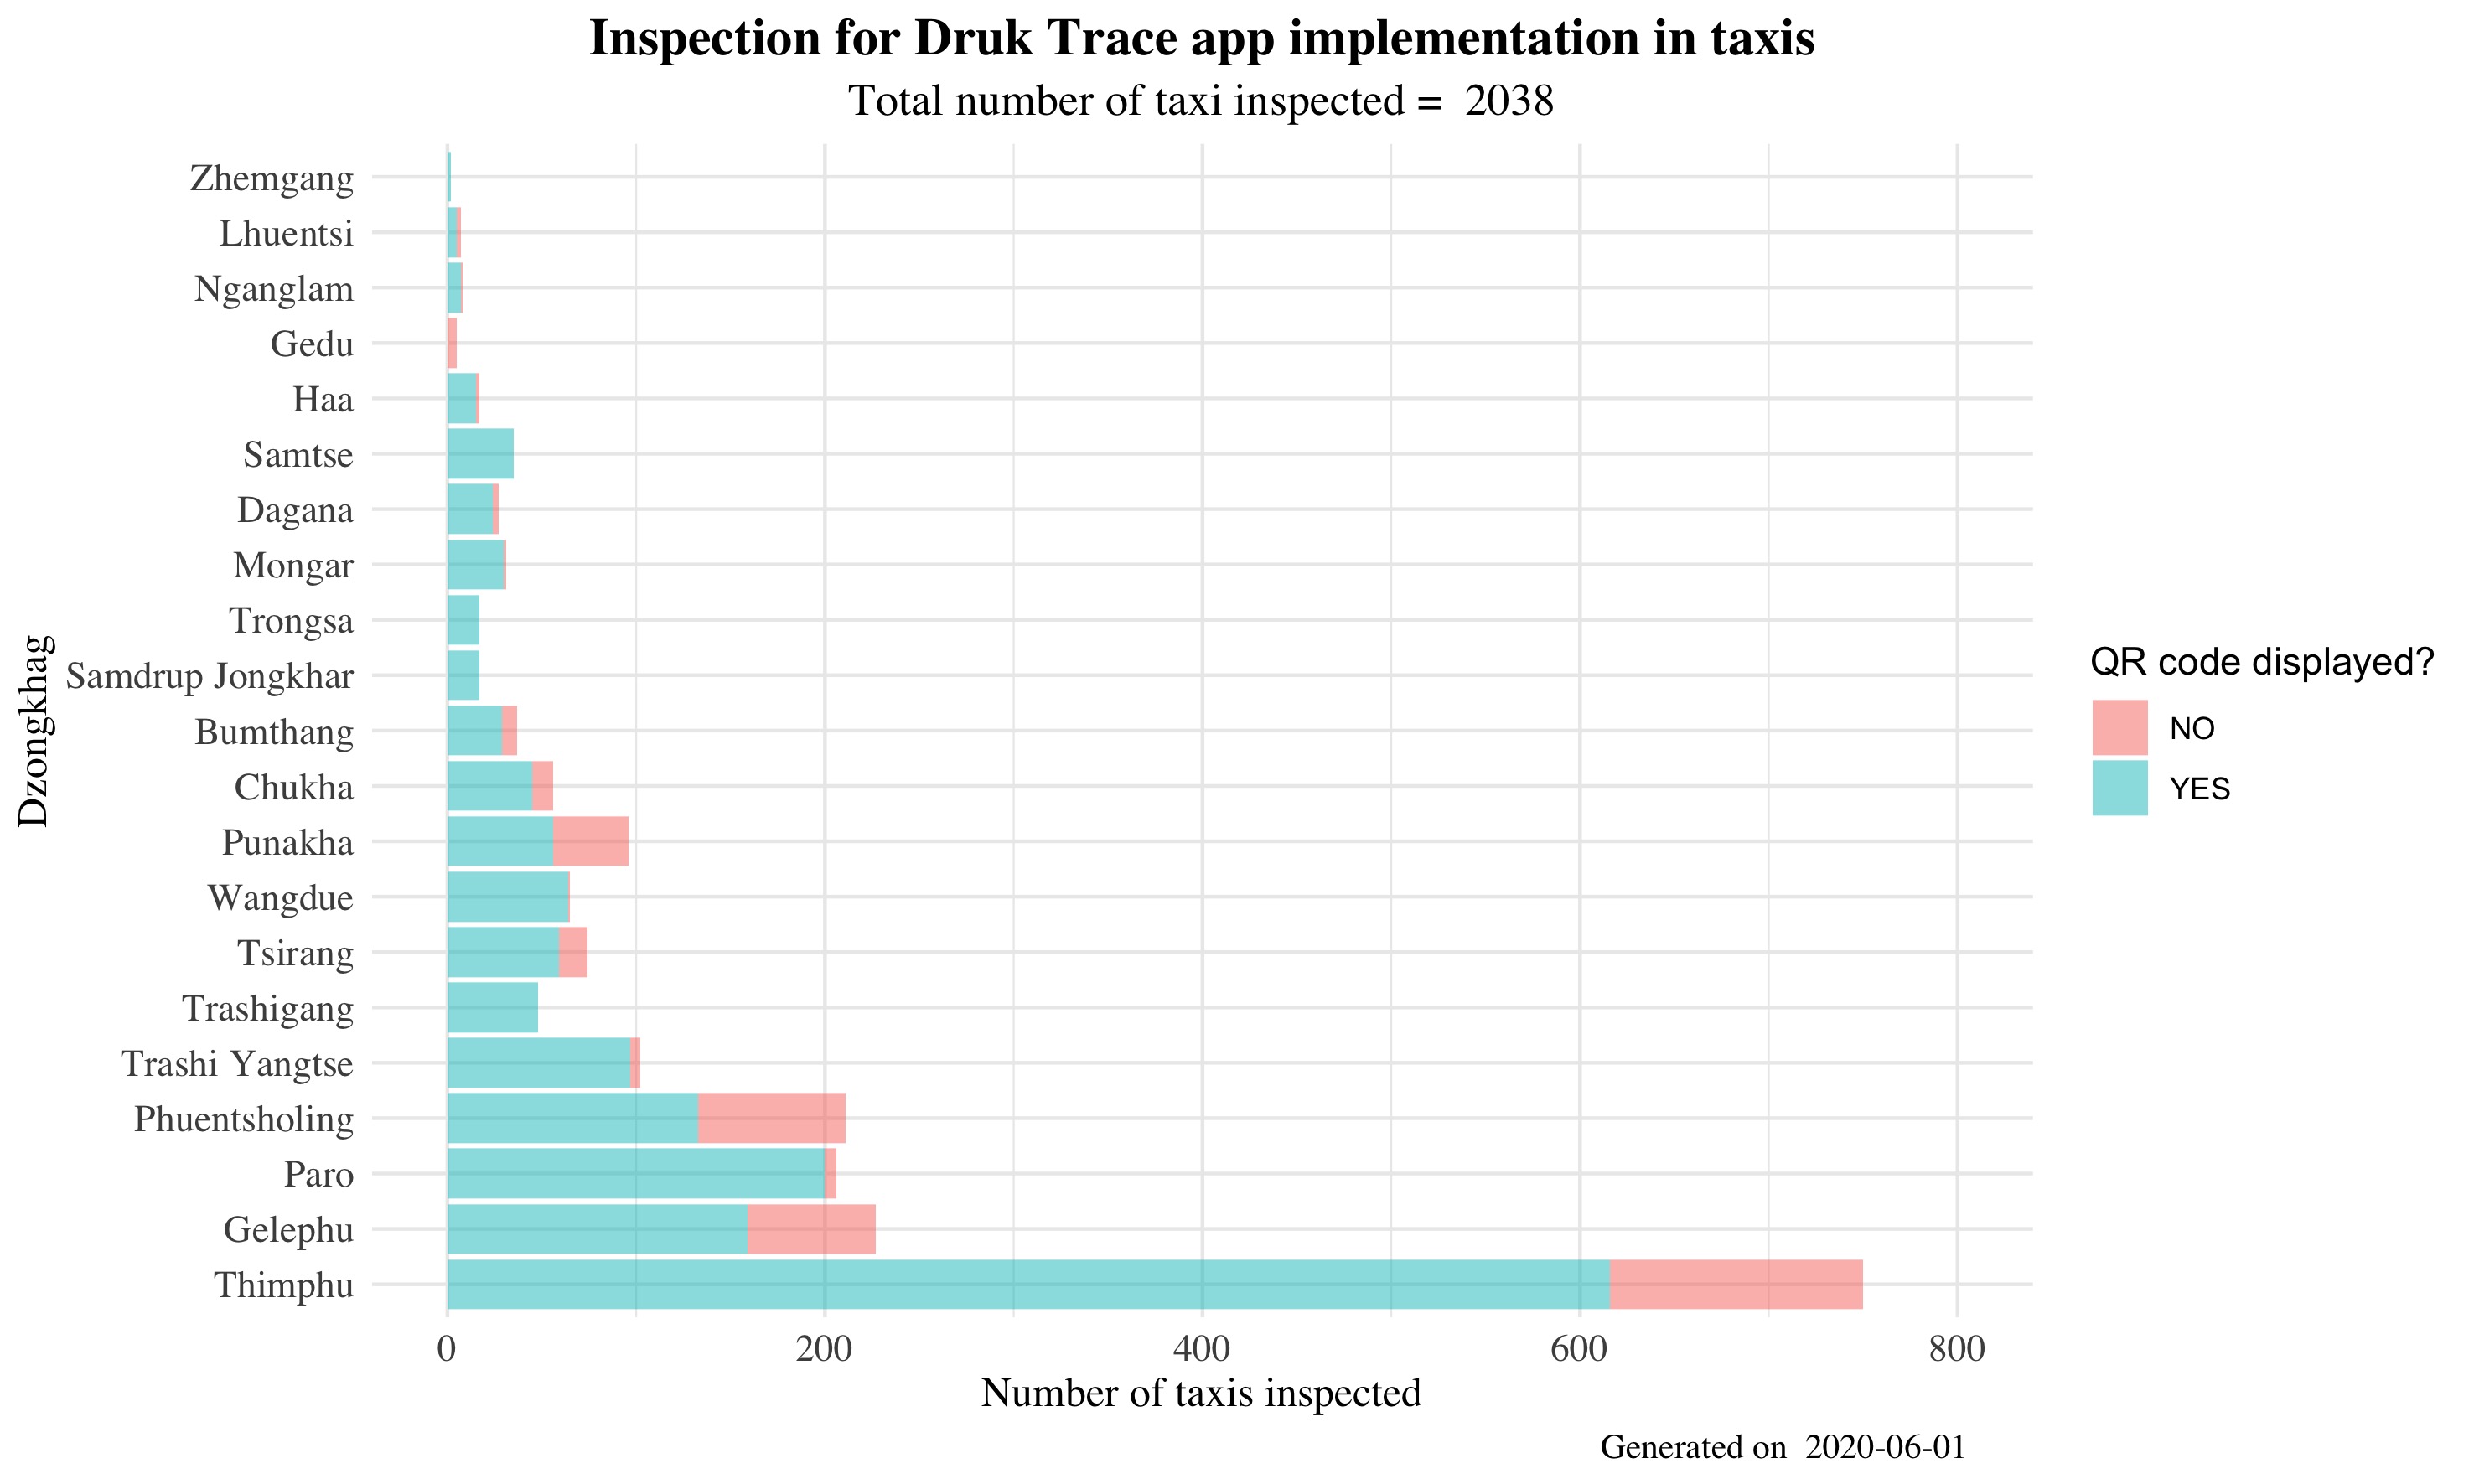 Inspection for Druk Trace app implementation in taxis
Total number of taxi inspected =  2038
Zhemgang
Lhuentsi
Nganglam
Gedu
Haa
Samtse
Dagana
Mongar
Trongsa
Samdrup Jongkhar
Bumthang
Chukha
Punakha
Wangdue
Tsirang
Trashigang
Trashi Yangtse
Phuentsholing
Paro
Gelephu
Thimphu
Dzongkhag
0 200 400 600 800
Number of taxis inspected
QR code displayed?
NO
YES
Generated on  2020-06-01